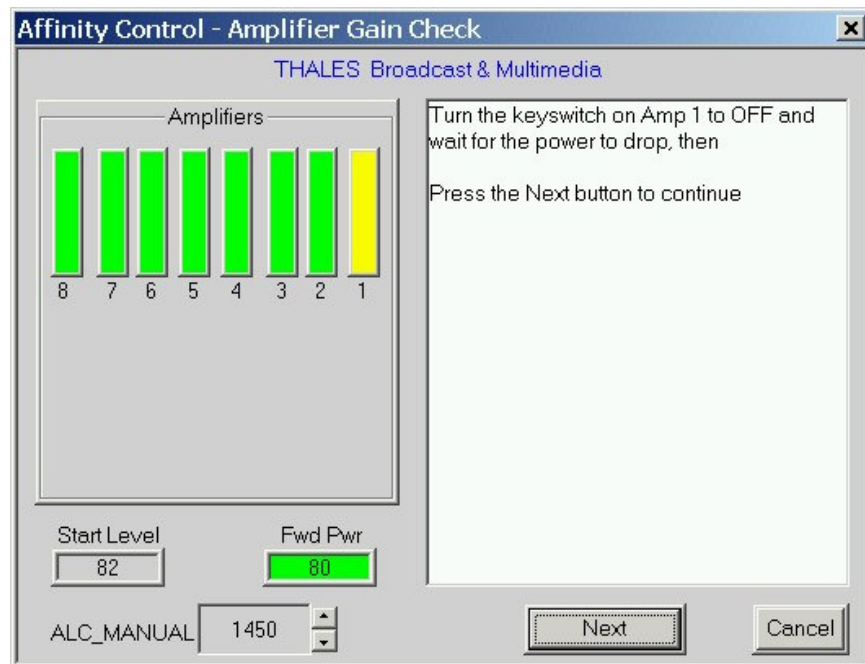 Affinity Control - Amplifier Gain Check
THALES Broadcast & Multimedia
Amplifiers
8 7 6 5 4 3 2 1
Turn the keyswitch on Amp 1 to OFF and
wait for the power to drop, then
Press the Next button to continue
Start Level
82
Fwd Pwr
80
ALC_MANUAL
1450
Next
Cancel